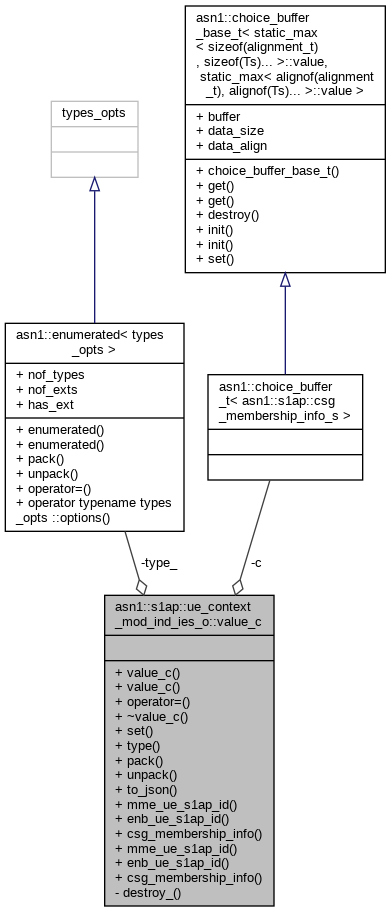 asn1::choice_buffer
_base_t< static_max
< sizeof(alignment_t)
, sizeof(Ts)... >::value,
static_max< alignof(alignment
_t), alignof(Ts)... >::value >
+ buffer
+ data_size
+ data_align
+ choice_buffer_base_t()
+ get()
+ get()
+ destroy()
+ init()
+ init()
+ set()
types_opts
asn1::enumerated< types
_opts >
+ nof_types
+ nof_exts
+ has_ext
+ enumerated()
+ enumerated()
+ pack()
+ unpack()
+ operator=()
+ operator typename types
_opts ::options()
asn1::choice_buffer
_t< asn1::s1ap::csg
_membership_info_s >
-type_
-c
asn1::s1ap::ue_context
_mod_ind_ies_o::value_c
+ value_c()
+ value_c()
+ operator=()
+ ~value_c()
+ set()
+ type()
+ pack()
+ unpack()
+ to_json()
+ mme_ue_s1ap_id()
+ enb_ue_s1ap_id()
+ csg_membership_info()
+ mme_ue_s1ap_id()
+ enb_ue_s1ap_id()
+ csg_membership_info()
- destroy_()